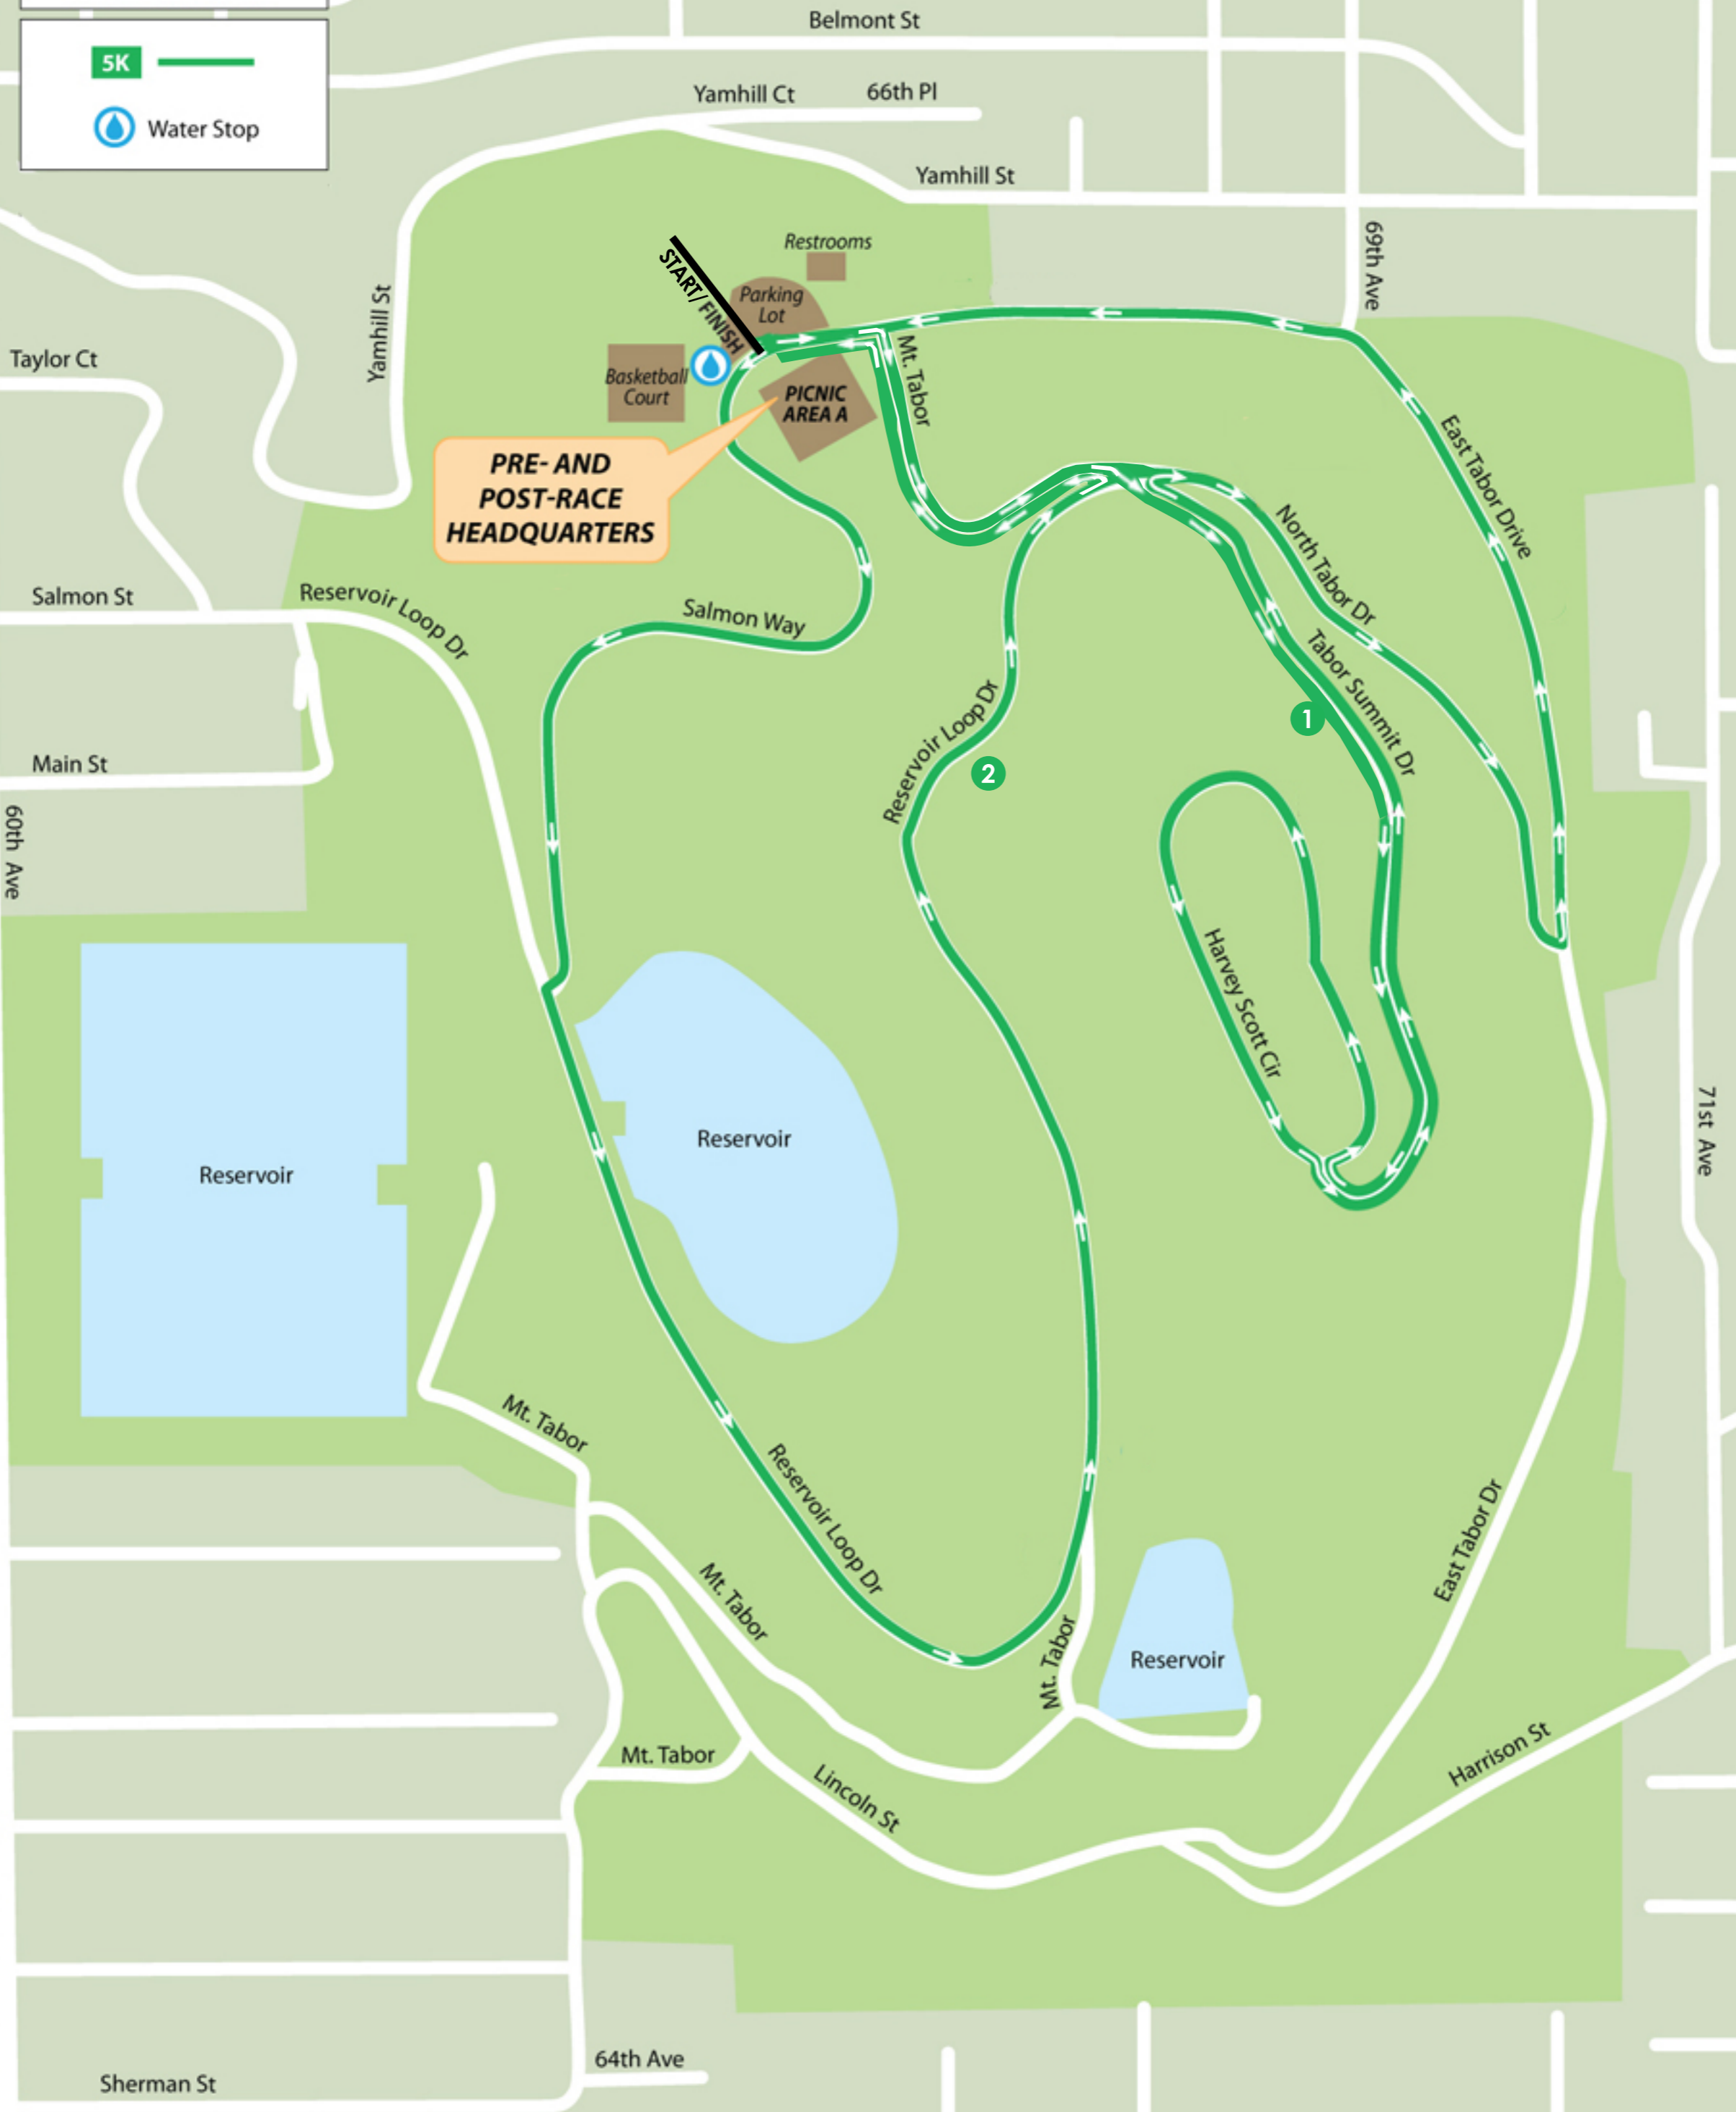 Belmont St
5K
Water Stop
Yamhill Ct
66th Pl
Yamhill St
69th Ave
Restrooms
START/ FINISH
Parking
Lot
Yamhill St
Taylor Ct
Basketball
Court
PICNIC
AREA A
Mt. Tabor
PRE- AND
POST-RACE
HEADQUARTERS
East Tabor Drive
North Tabor Dr
Salmon St
Reservoir Loop Dr
Salmon Way
Tabor Summit Dr
1
Reservoir Loop Dr
2
Main St
60th Ave
Harvey Scott Cir
Reservoir
Reservoir
71st Ave
Mt. Tabor
Reservoir Loop Dr
East Tabor Dr
Mt. Tabor
Mt. Tabor
Reservoir
Mt. Tabor
Lincoln St
Harrison St
64th Ave
Sherman St